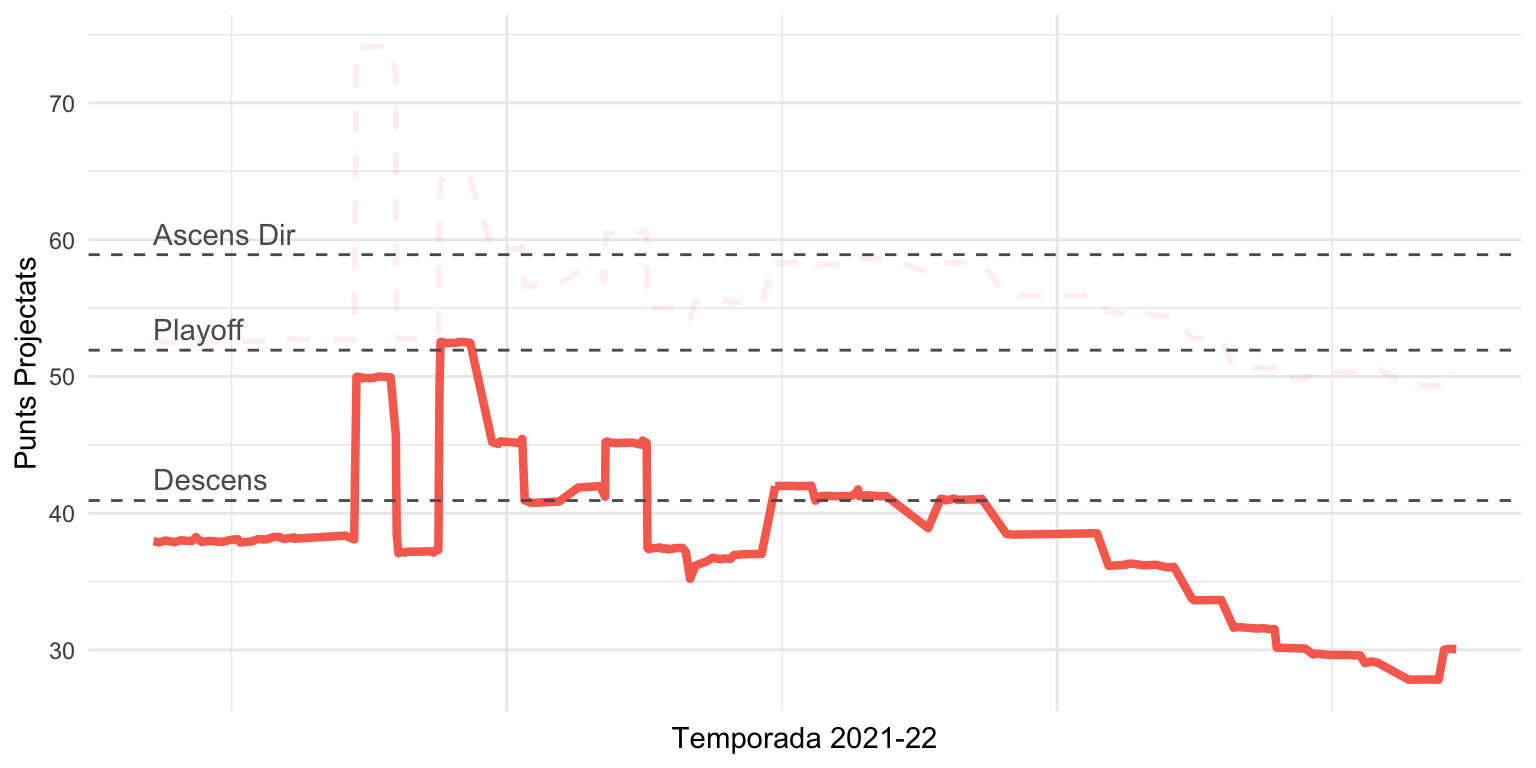 70
60
50
40
30
Punts Projectats
Ascens Dir
Playoff
Descens
Temporada 2021-22